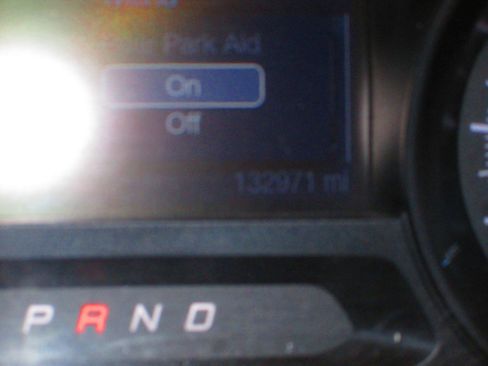 Park Aid
On
Off
132971 mi
P R N D